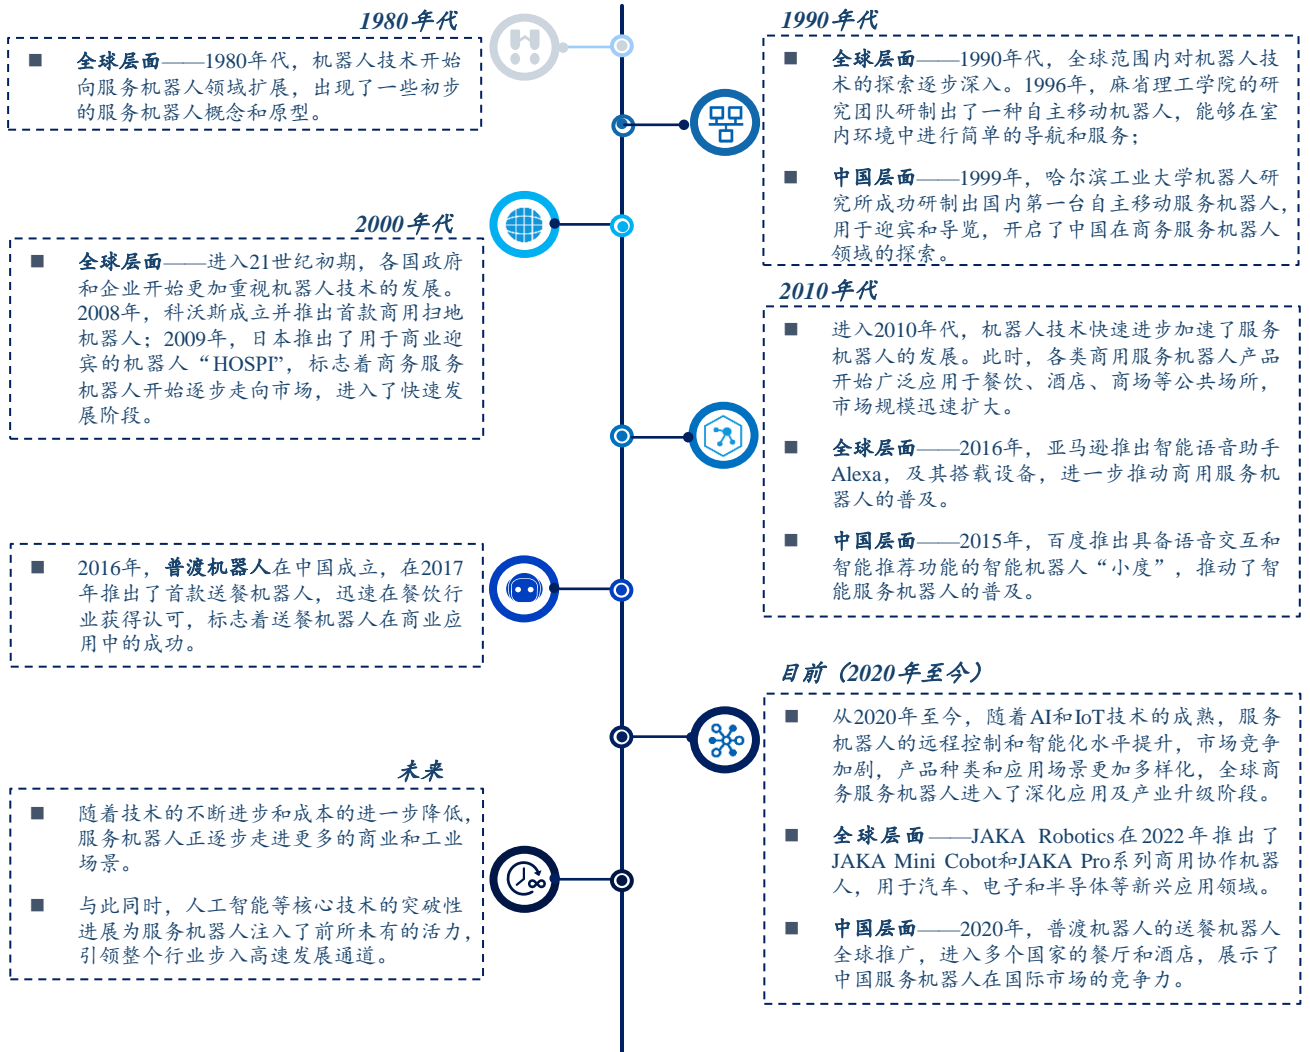 1980年代
■ 全球层面——1980年代，机器人技术开始
向服务机器人领域扩展，出现了一些初步
的服务机器人概念和原型。
1990年代
■ 全球层面——1990年代，全球范围内对机器人技
术的探索逐步深入。1996年，麻省理工学院的研
究团队研制出了一种自主移动机器人，能够在室
内环境中进行简单的导航和服务；
■ 中国层面——1999年，哈尔滨工业大学机器人研
究所成功研制出国内第一台自主移动服务机器人，
用于迎宾和导览，开启了中国在商务服务机器人
领域的探索。
2000年代
■ 全球层面——进入21世纪初期，各国政府
和企业开始更加重视机器人技术的发展。
2008年，科沃斯成立并推出首款商用扫地
机器人；2009年，日本推出了用于商业迎
宾的机器人“HOSPI”，标志着商务服务
机器人开始逐步走向市场，进入了快速发
展阶段。
2010年代
■ 进入2010年代，机器人技术快速进步加速了服务
机器人的发展。此时，各类商用服务机器人产品
开始广泛应用于餐饮、酒店、商场等公共场所，
市场规模迅速扩大。
■ 全球层面——2016年，亚马逊推出智能语音助手
Alexa，及其搭载设备，进一步推动商用服务机
器人的普及。
■ 中国层面——2015年，百度推出具备语音交互和
智能推荐功能的智能机器人“小度”，推动了智
能服务机器人的普及。
■ 2016年，普渡机器人在中国成立，在2017
年推出了首款送餐机器人，迅速在餐饮行
业获得认可，标志着送餐机器人在商业应
用中的成功。
目前（2020年至今）
■ 从2020年至今，随着AI和IoT技术的成熟，服务
机器人的远程控制和智能化水平提升，市场竞争
加剧，产品种类和应用场景更加多样化，全球商
务服务机器人进入了深化应用及产业升级阶段。
■ 全球层面——JAKA Robotics在2022年推出了
JAKA Mini Cobot和JAKA Pro系列商用协作机器
人，用于汽车、电子和半导体等新兴应用领域。
■ 中国层面——2020年，普渡机器人的送餐机器人
全球推广，进入多个国家的餐厅和酒店，展示了
中国服务机器人在国际市场的竞争力。
未来
■ 随着技术的不断进步和成本的进一步降低，
服务机器人正逐步走进更多的商业和工业
场景。
■ 与此同时，人工智能等核心技术的突破性
进展为服务机器人注入了前所未有的活力，
引领整个行业步入高速发展通道。